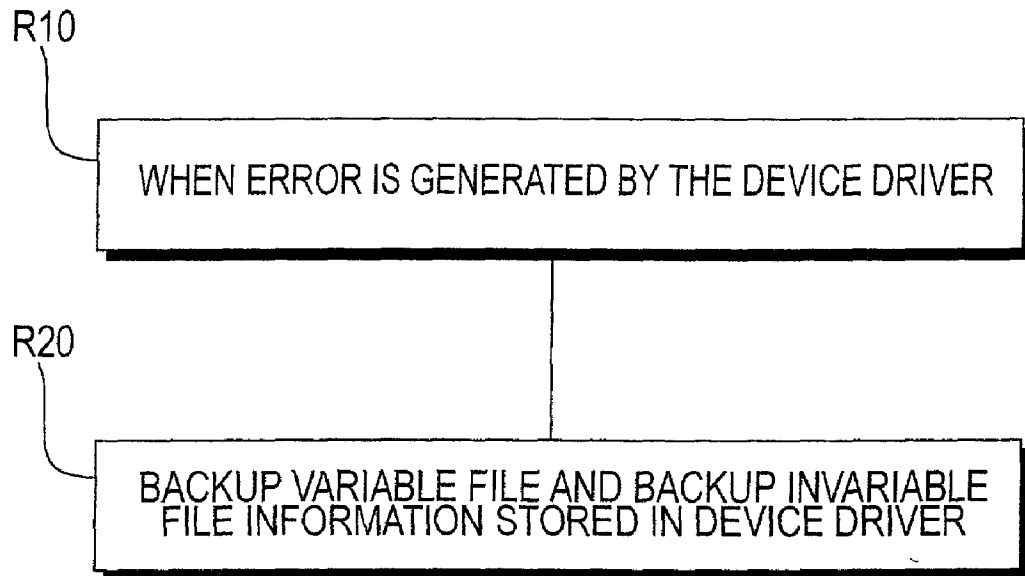 R10
WHEN ERROR IS GENERATED BY THE DEVICE DRIVER
R20
BACKUP VARIABLE FILE AND BACKUP INVARIABLE
FILE INFORMATION STORED IN DEVICE DRIVER